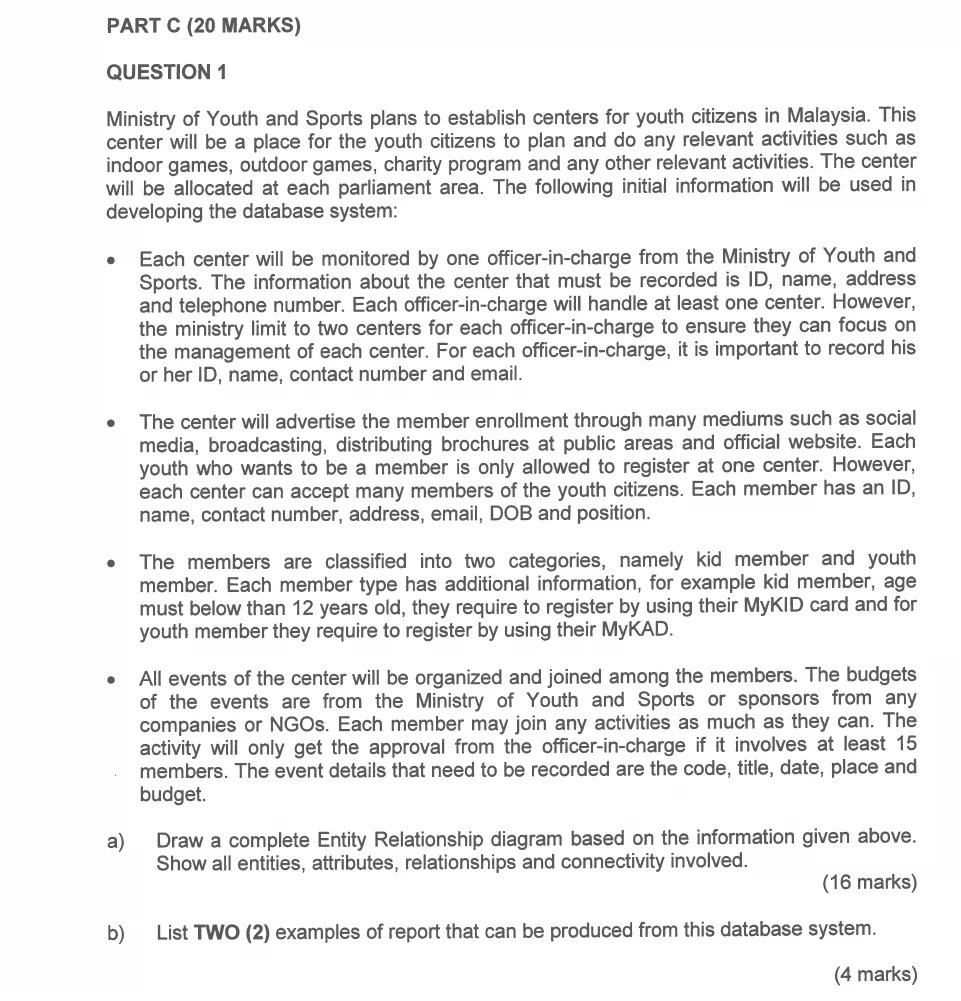 PART C (20 MARKS)
QUESTION 1
Ministry of Youth and Sports plans to establish centers for youth citizens in Malaysia. This
center will be a place for the youth citizens to plan and do any relevant activities such as
indoor games, outdoor games, charity program and any other relevant activities. The center
will be allocated at each parliament area. The following initial information will be used in
developing the database system:
• Each center will be monitored by one officer-in-charge from the Ministry of Youth and
Sports. The information about the center that must be recorded is ID, name, address
and telephone number. Each officer-in-charge will handle at least one center. However,
the ministry limit to two centers for each officer-in-charge to ensure they can focus on
the management of each center. For each officer-in-charge, it is important to record his
or her ID, name, contact number and email.
• The center will advertise the member enrollment through many mediums such as social
media, broadcasting, distributing brochures at public areas and official website. Each
youth who wants to be a member is only allowed to register at one center. However,
each center can accept many members of the youth citizens. Each member has an ID,
name, contact number, address, email, DOB and position.
• The members are classified into two categories, namely kid member and youth
member. Each member type has additional information, for example kid member, age
must below than 12 years old, they require to register by using their MyKID card and for
youth member they require to register by using their MyKAD.
• All events of the center will be organized and joined among the members. The budgets
of the events are from the Ministry of Youth and Sports or sponsors from any
companies or NGOs. Each member may join any activities as much as they can. The
activity will only get the approval from the officer-in-charge if it involves at least 15
members. The event details that need to be recorded are the code, title, date, place and
budget.
a) Draw a complete Entity Relationship diagram based on the information given above.
Show all entities, attributes, relationships and connectivity involved.
(16 marks)
b) List TWO (2) examples of report that can be produced from this database system.
(4 marks)